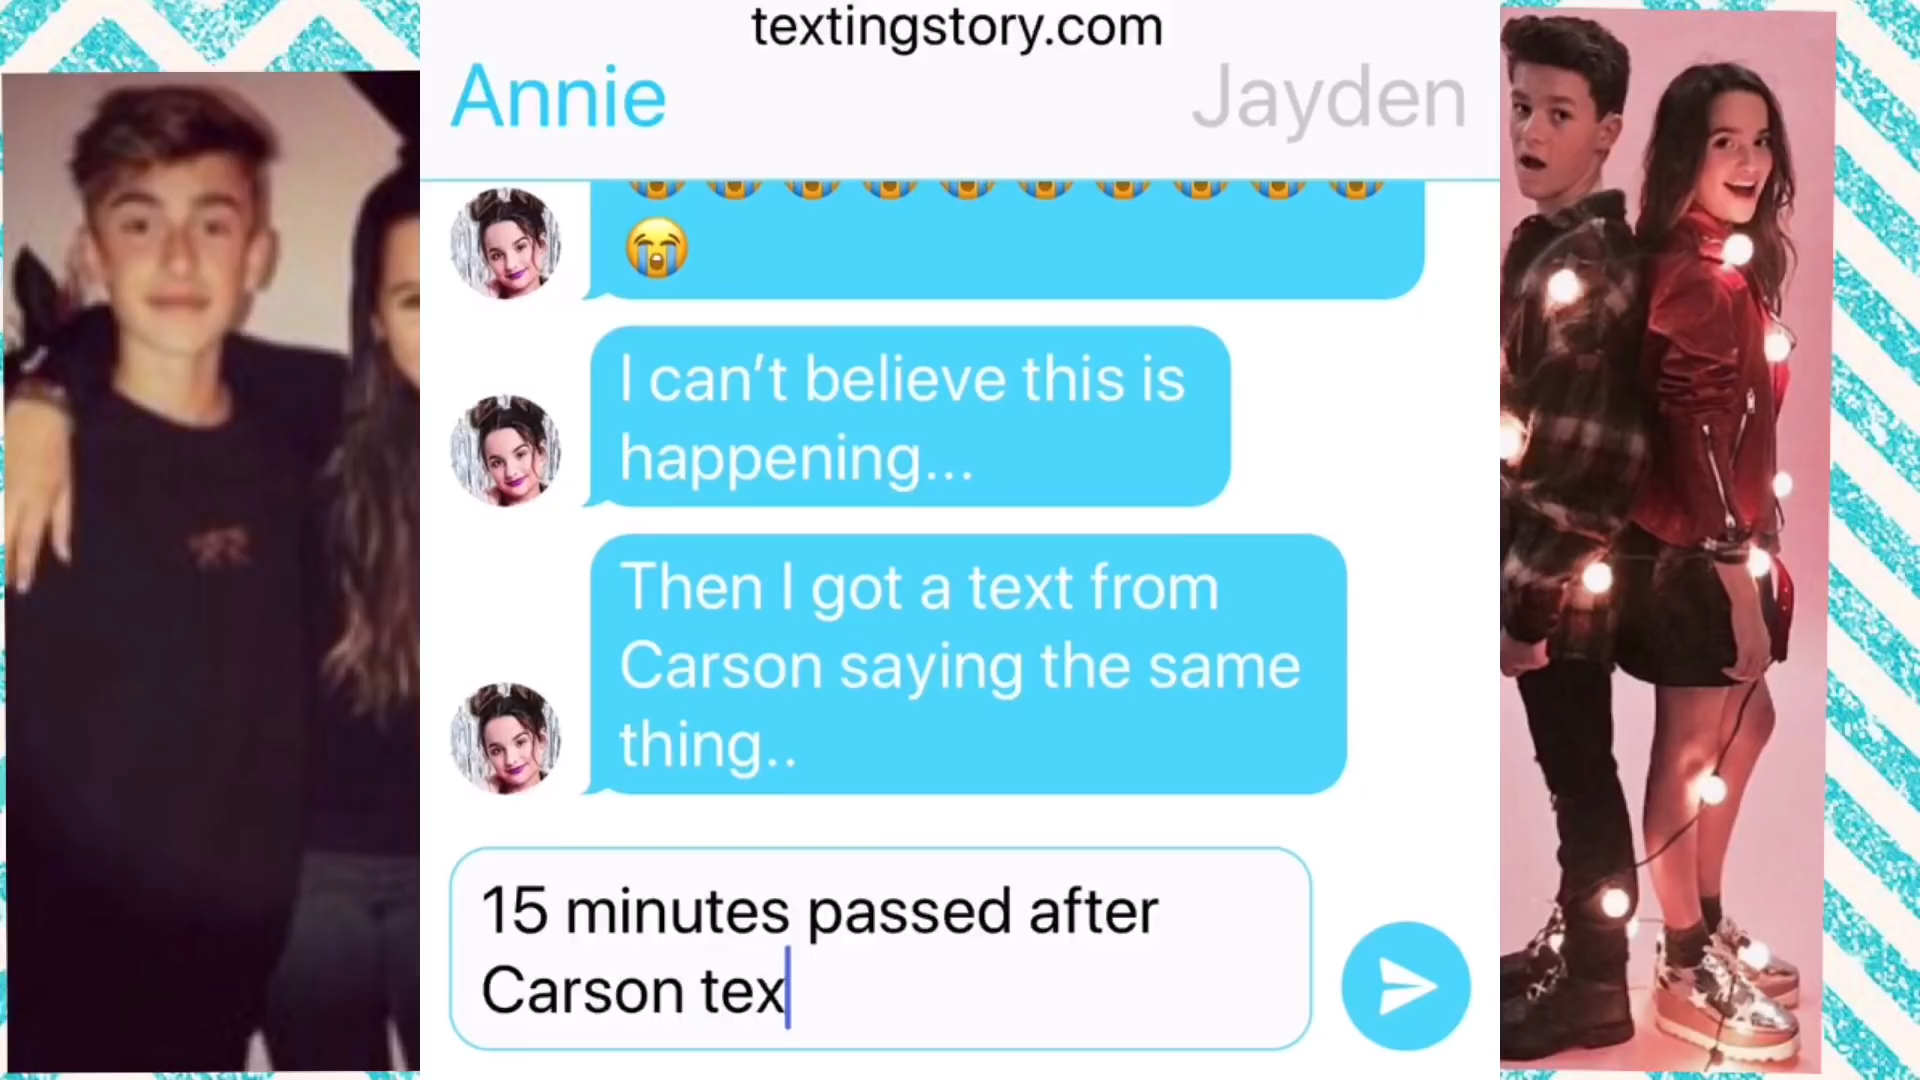 textingstory.com
Annie
Jayden
I can’t believe this is
happening...
Then I got a text from
Carson saying the same
thing..
15 minutes passed after
Carson tex